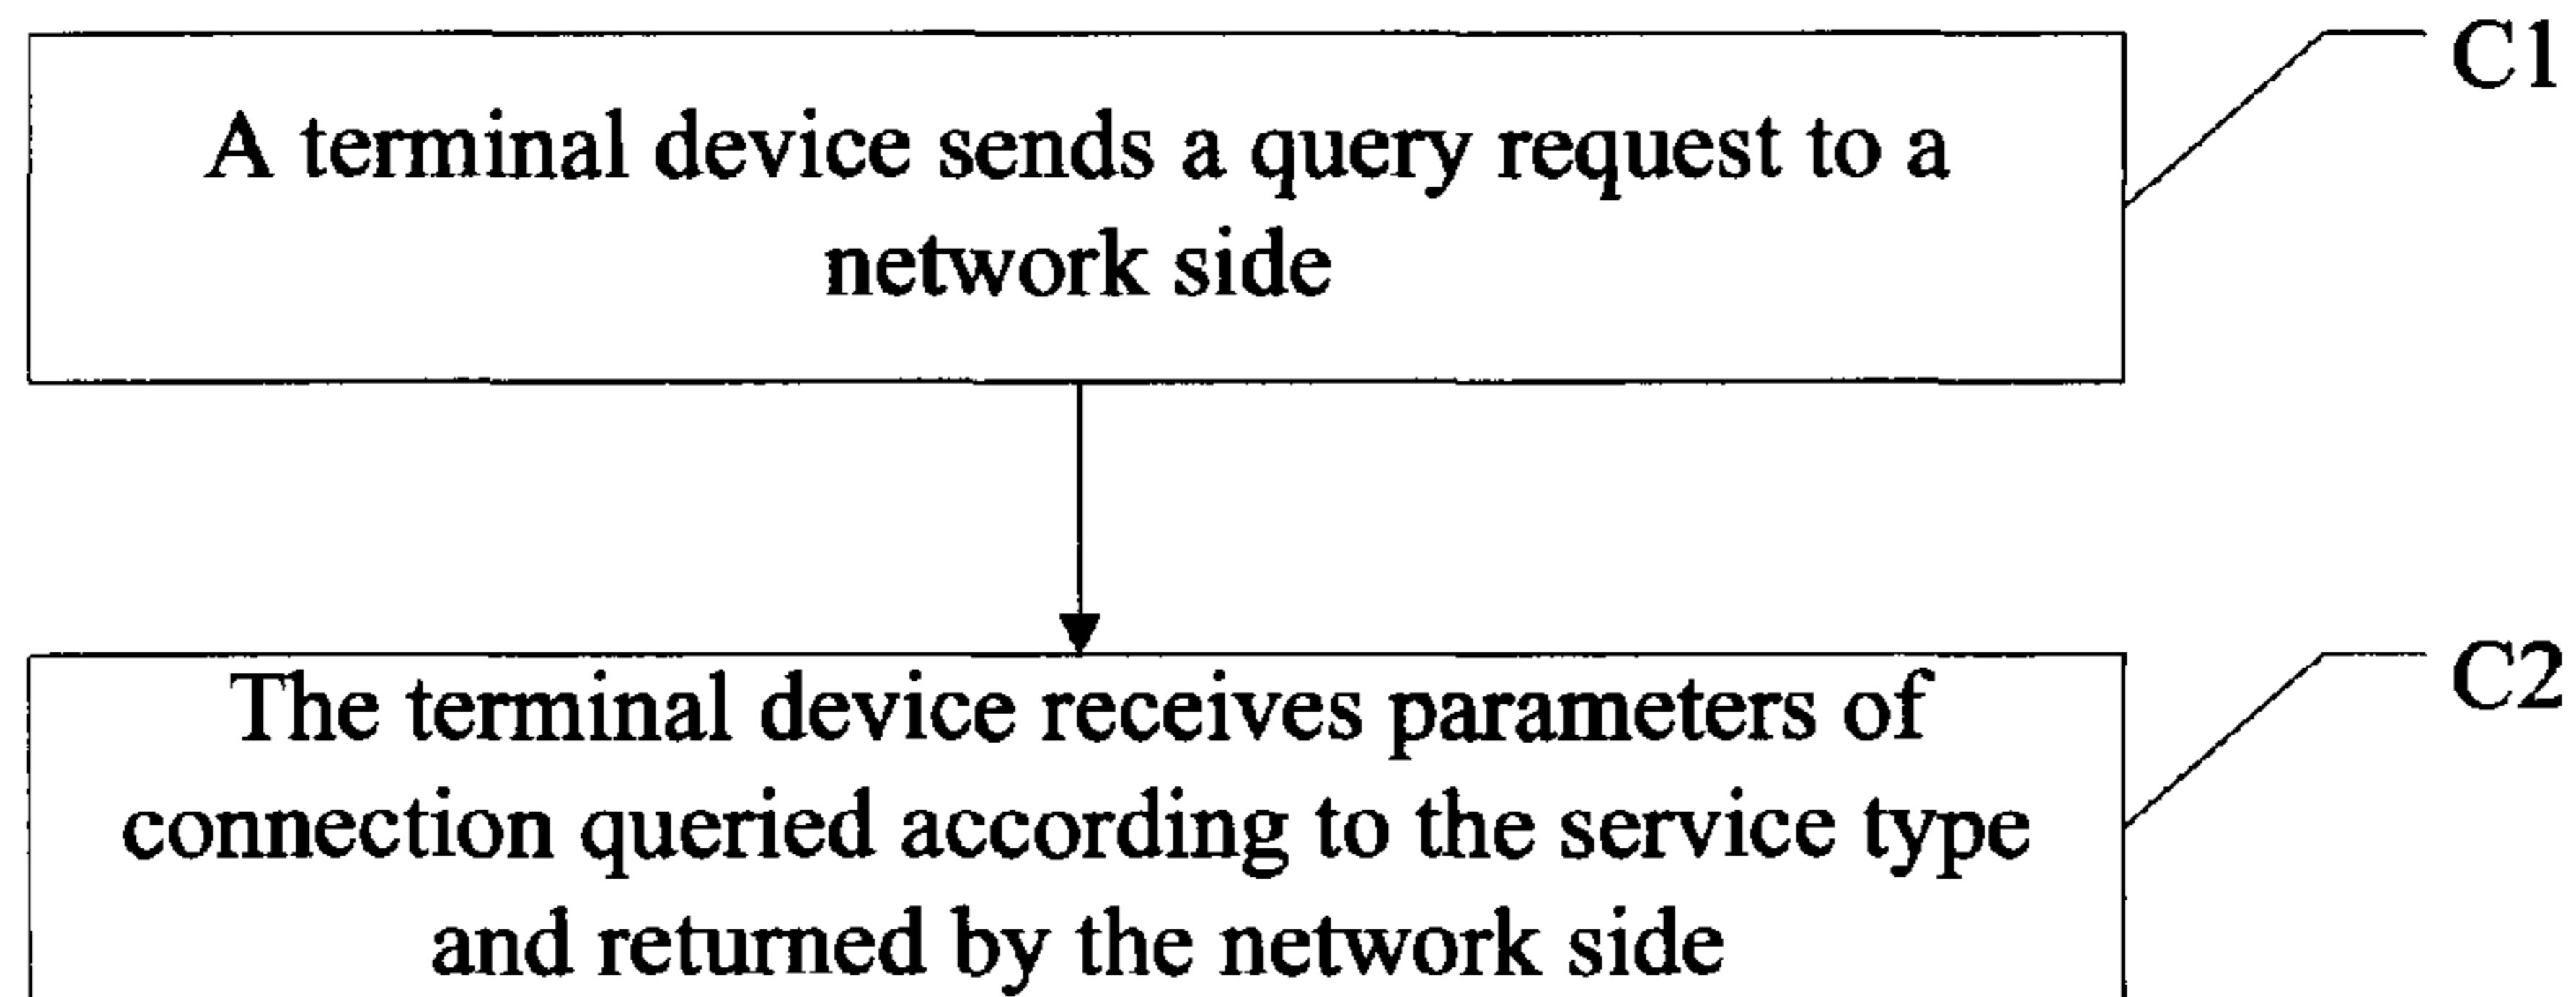 C1
A terminal device sends a query request to a
network side
C2
The terminal device receives parameters of
connection queried according to the service type
and returned by the network side